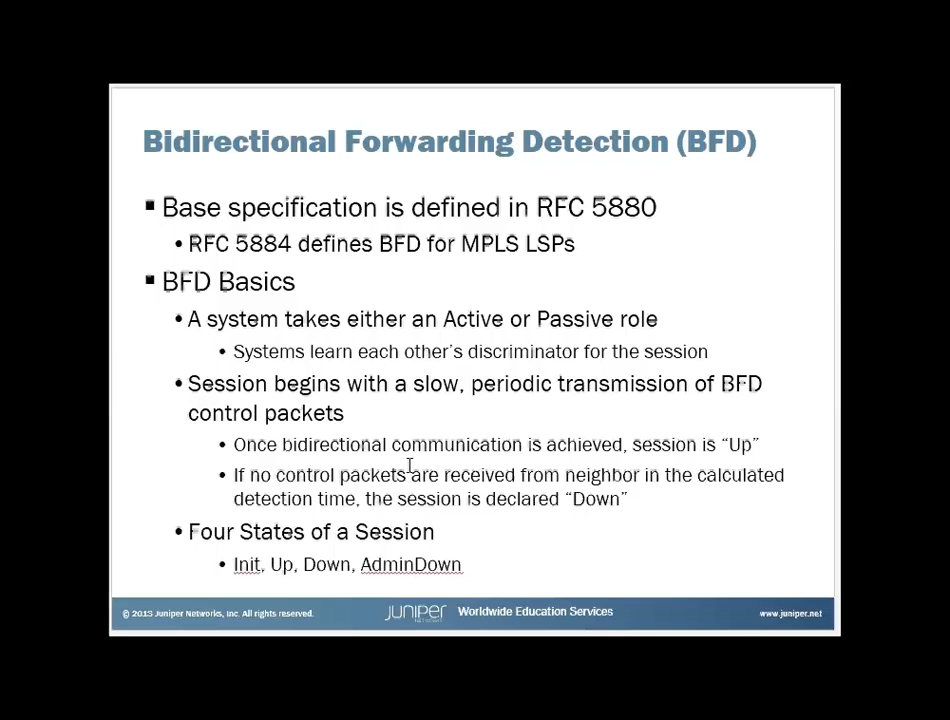 Bidirectional Forwarding Detection (BFD)
Base specification is defined in RFC 5880
RFC 5884 defines BFD for MPLS LSPs
BFD Basics
A system takes either an Active or Passive role
Systems learn each other's discriminator for the session
Session begins with a slow, periodic transmission of BFD
control packets
Once bidirectional communication is achieved, session is "Up"
If no control packets are received from neighbor in the calculated
detection time, the session is declared "Down"
Four States of a Session
Init, Up, Down, AdminDown
© 2013 Juniper Networks, Inc. All rights reserved.
JUNIPER
NETWORKS
Worldwide Education Services
www.juniper.net